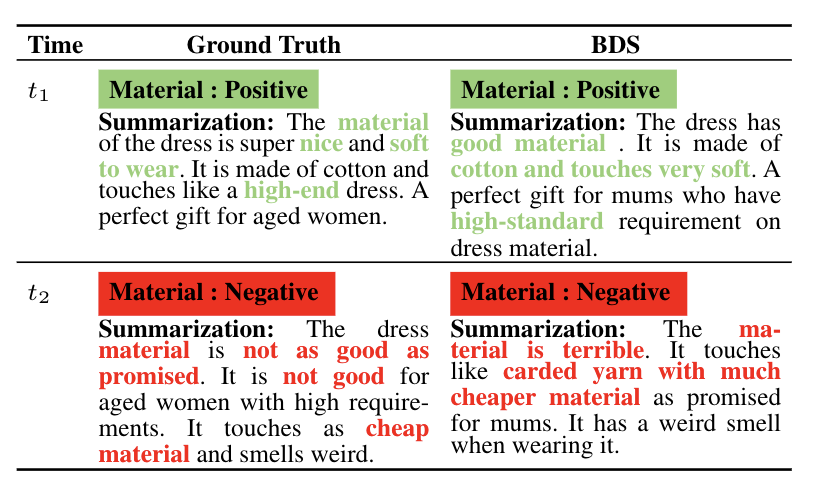 Time Ground Truth BDS
t1
Material : Positive
Summarization: The material
of the dress is super nice and soft
to wear. It is made of cotton and
touches like a high-end dress. A
perfect gift for aged women.
Material : Positive
Summarization: The dress has
good material . It is made of
cotton and touches very soft. A
perfect gift for mums who have
high-standard requirement on
dress material.
t2
Material : Negative
Summarization: The dress
material is not as good as
promised. It is not good for
aged women with high require-
ments. It touches as cheap
material and smells weird.
Material : Negative
Summarization: The ma-
terial is terrible. It touches
like carded yarn with much
cheaper material as promised
for mums. It has a weird smell
when wearing it.